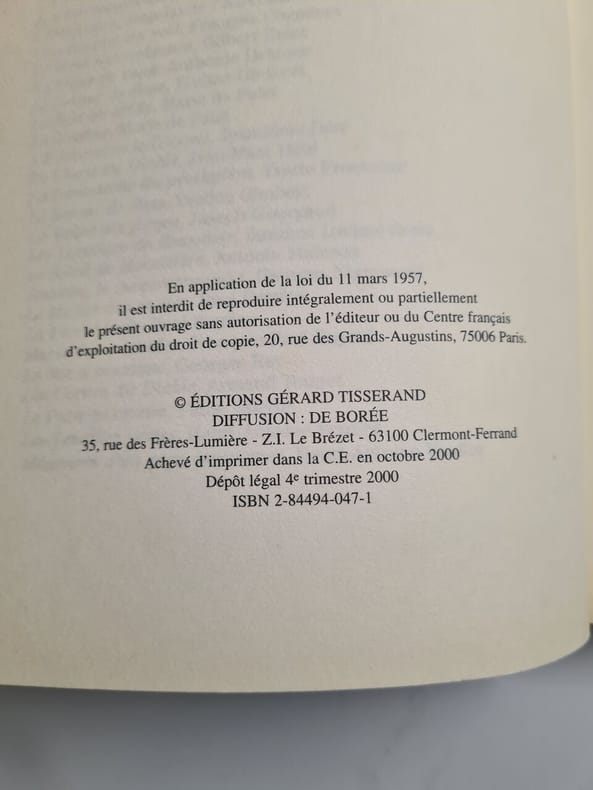 En application de la loi du 11 mars 1957,
il est interdit de reproduire intégralement ou partiellement
le présent ouvrage sans autorisation de l'éditeur ou du Centre français
d'exploitation du droit de copie, 20, rue des Grands-Augustins, 75006 Paris.
© ÉDITIONS GÉRARD TISSERAND
DIFFUSION : DE BORÉE
35, rue des Frères-Lumière - Z.I. Le Brézet - 63100 Clermont-Ferrand
Achevé d'imprimer dans la C.E. en octobre 2000
Dépôt légal 4e trimestre 2000
ISBN 2-84494-047-1